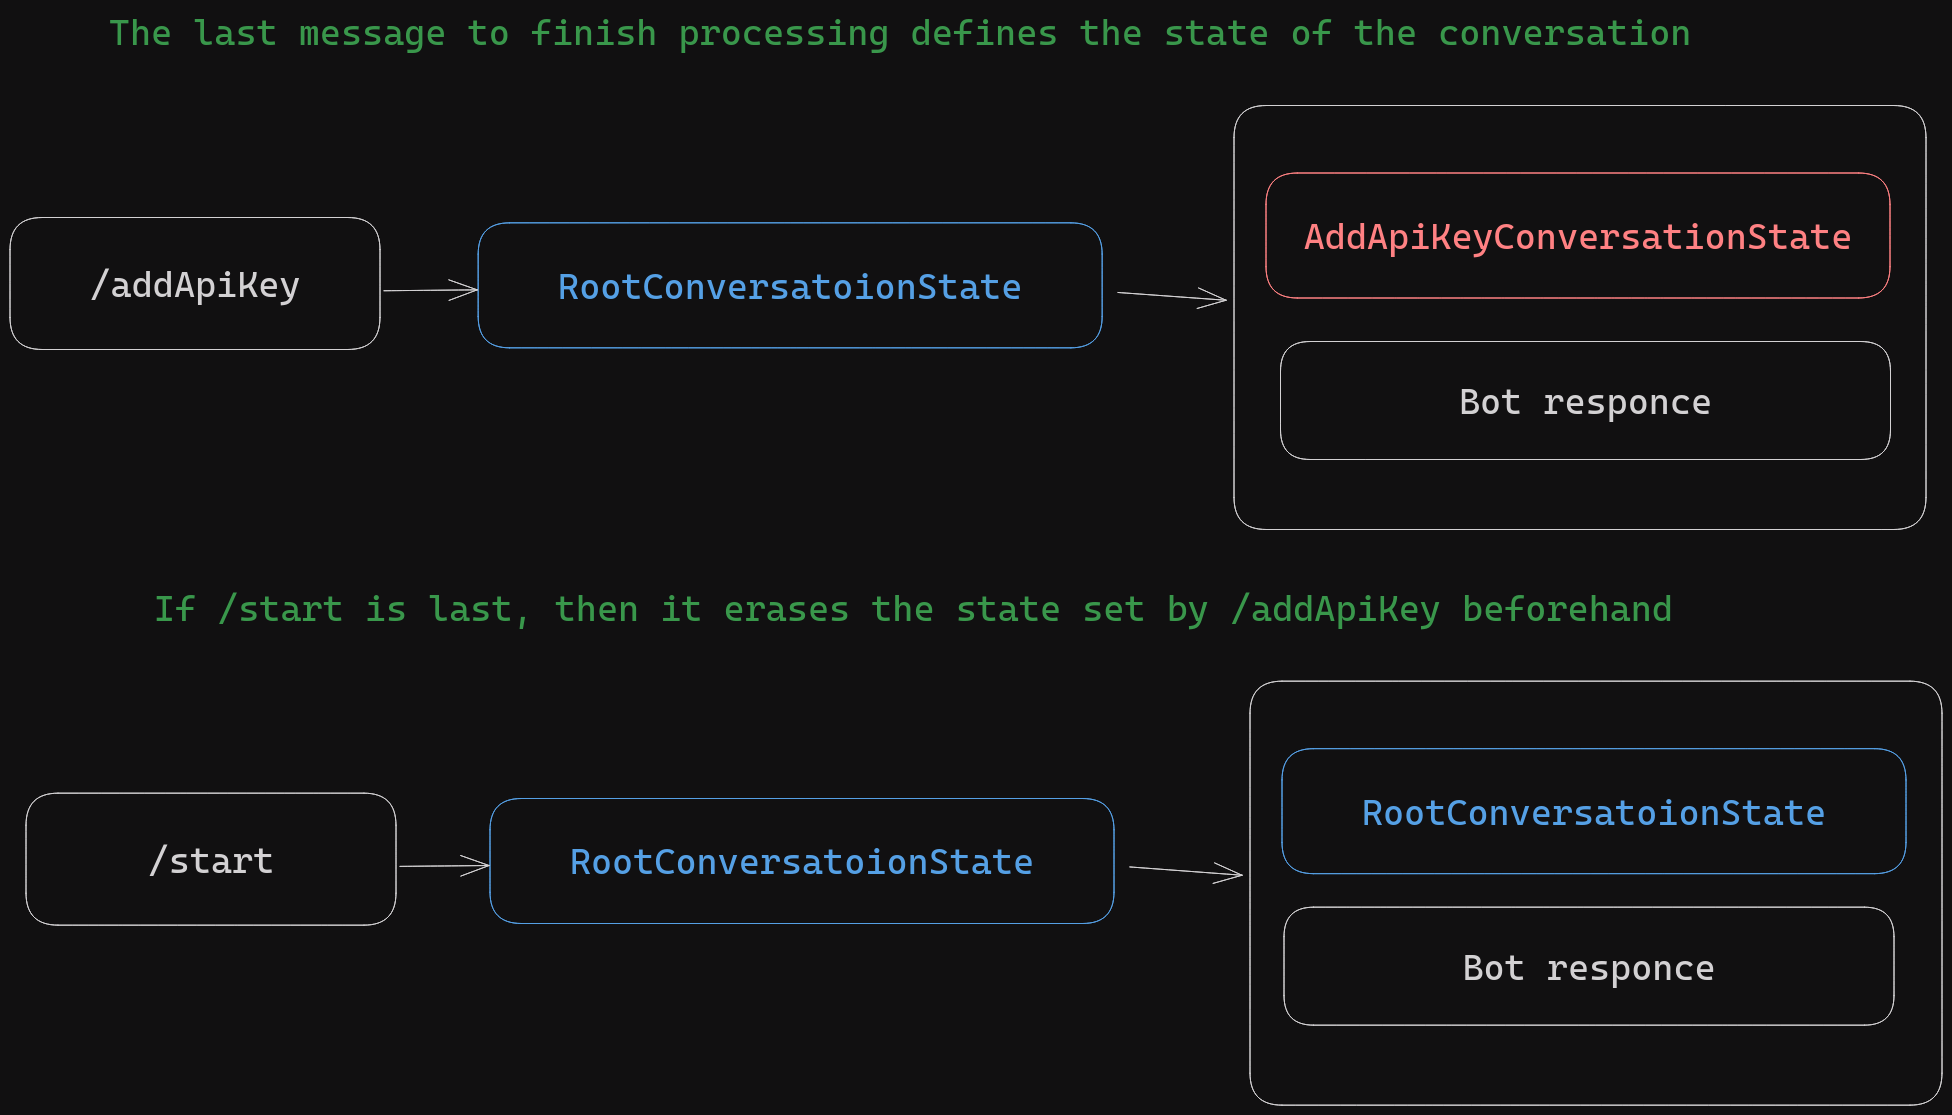 The last message to finish processing defines the state of the conversation
/addApiKey
RootConversatoionState
AddApiKeyConversationState
Bot responce
If /start is last, then it erases the state set by /addApiKey beforehand
/start
RootConversatoionState
RootConversatoionState
Bot responce